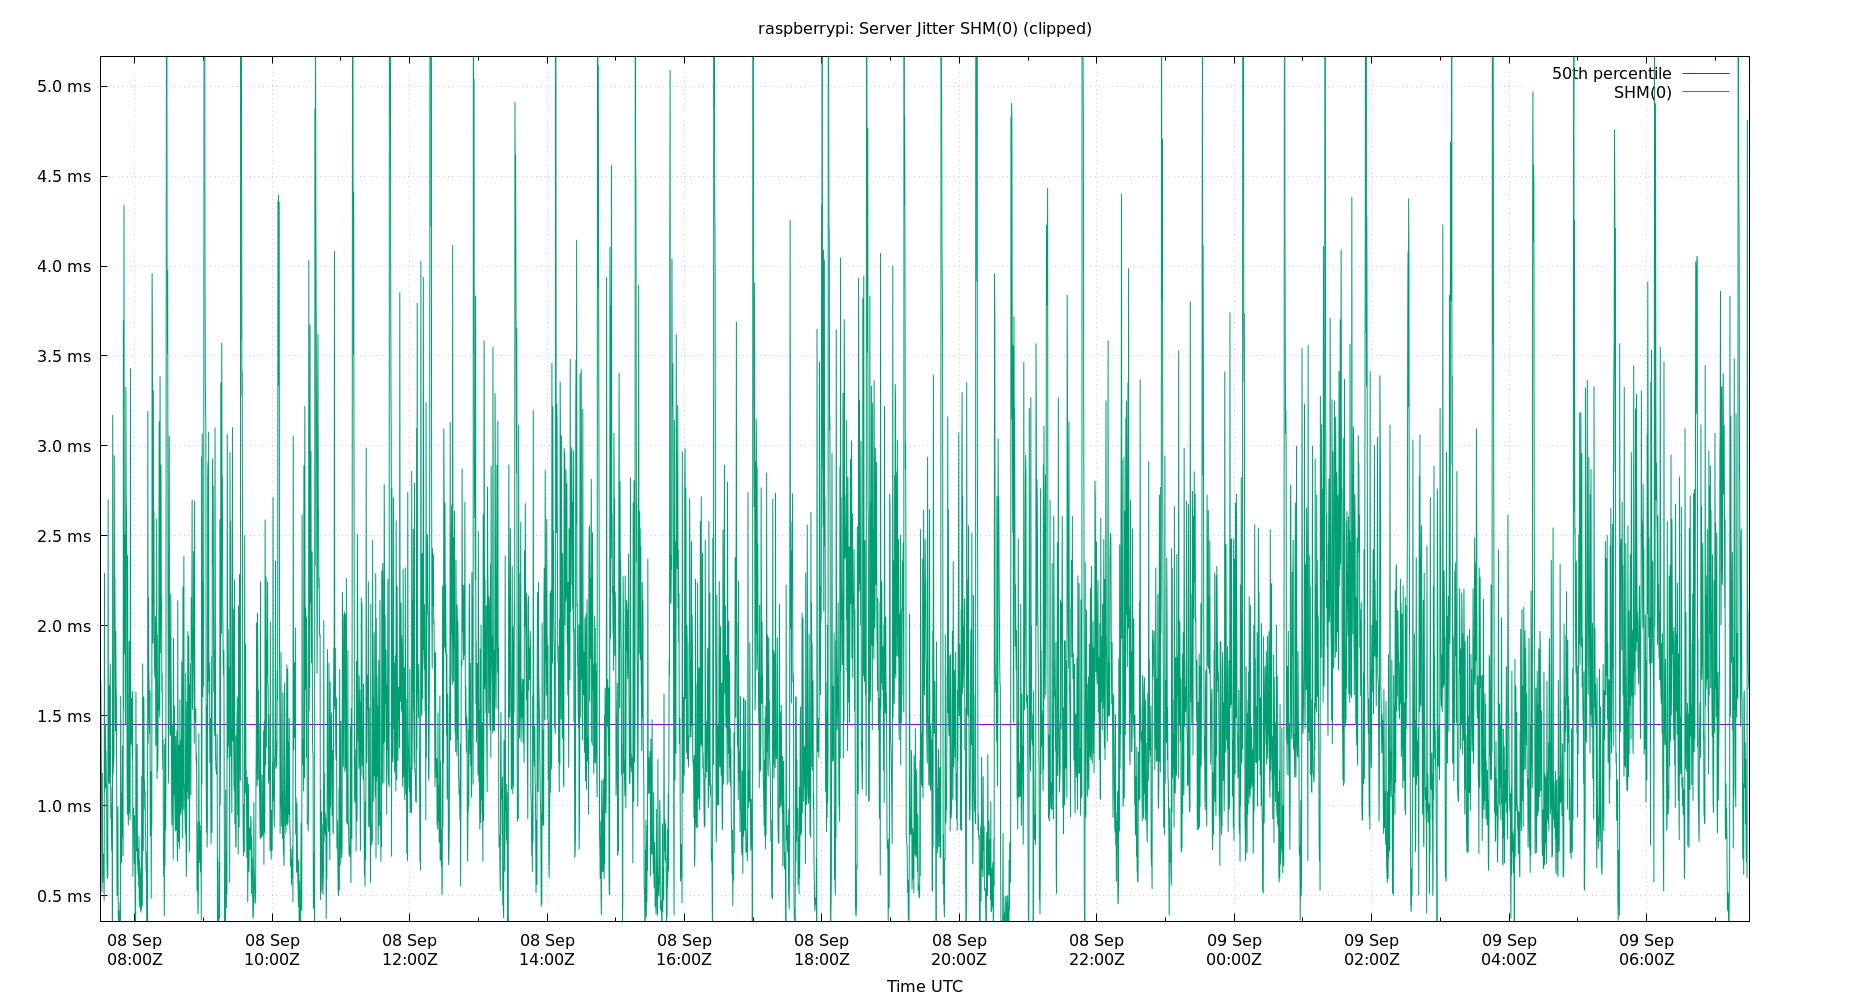 raspberrypi: Server Jitter SHM(0) (clipped)
50th percentile
SHM(0)
5.0 ms
4.5 ms
4.0 ms
3.5 ms
3.0 ms
2.5 ms
2.0 ms
1.5 ms
1.0 ms
0.5 ms
08 Sep 08 Sep 08 Sep 08 Sep 08 Sep 08 Sep 08 Sep 08 Sep 09 Sep 09 Sep 09 Sep 09 Sep
08:00Z 10:00Z 12:00Z 14:00Z 16:00Z 18:00Z 20:00Z 22:00Z 00:00Z 02:00Z 04:00Z 06:00Z
Time UTC